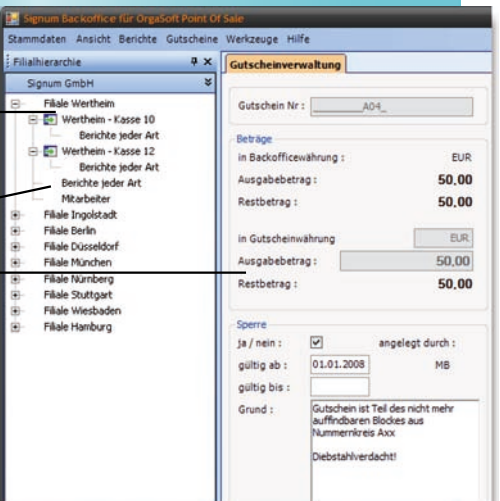 Signum Backoffice für OrgaSoft Point Of Sale
Stammdaten Ansicht Berichte Gutscheine Werkzeuge Hilfe
Filialhierarchie
Signum GmbH
Filiale Wertheim
Wertheim - Kasse 10
Berichte jeder Art
Wertheim - Kasse 12
Berichte jeder Art
Berichte jeder Art
Mitarbeiter
Filiale Ingolstadt
Filiale Berlin
Filiale Düsseldorf
Filiale München
Filiale Nürnberg
Filiale Stuttgart
Filiale Wiesbaden
Filiale Hamburg
Gutscheinverwaltung
Gutschein Nr : ________A04_
Beträge
in Backofficewährung : EUR
Ausgabebetrag : 50,00
Restbetrag : 50,00
in Gutscheinwährung EUR
Ausgabebetrag : 50,00
Restbetrag : 50,00
Sperre
ja / nein : angelegt durch :
gültig ab : 01.01.2008 MB
gültig bis :
Grund : Gutschein ist Teil des nicht mehr
auffindbaren Blockes aus
Nummernkreis Axx
Diebstahlverdacht!